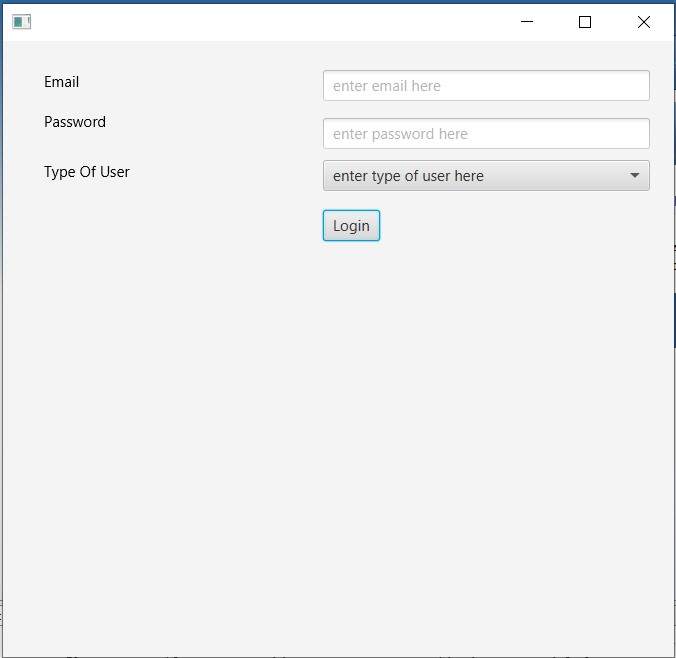 Email enter email here
Password enter password here
Type Of User enter type of user here
Login